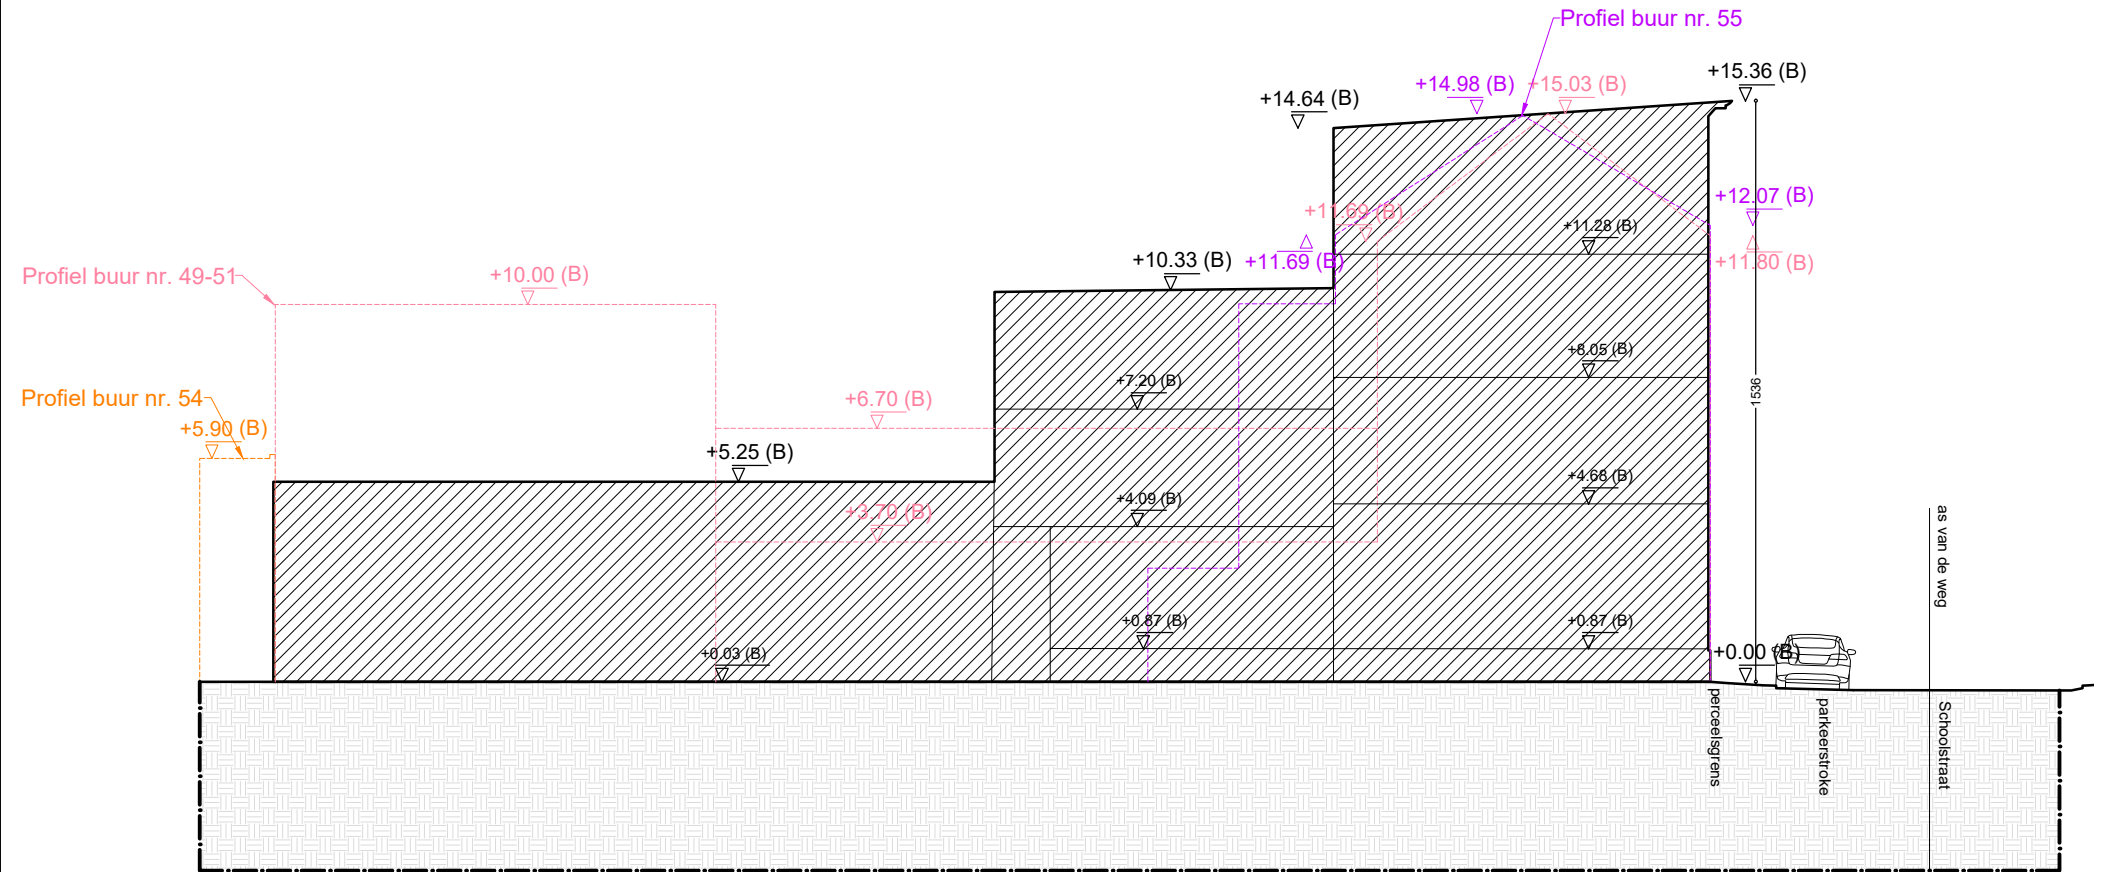 Profiel buur nr. 55
+15.36 (B)
+14.98 (B)
+15.03 (B)
+14.64 (B)
+12.07 (B)
+11.69 (B)
+11.28 (B)
+10.33 (B)
+11.69 (B)
+11.80 (B)
Profiel buur nr. 49-51
+10.00 (B)
+8.05 (B)
+7.20 (B)
1536
Profiel buur nr. 54
+6.70 (B)
+5.90 (B)
+5.25 (B)
+4.68 (B)
+4.09 (B)
+3.70 (B)
as van de weg
+0.87 (B)
+0.87 (B)
+0.03 (B)
+0.00 (B)
perceelsgrens
parkeerstroke
Schoolstraat